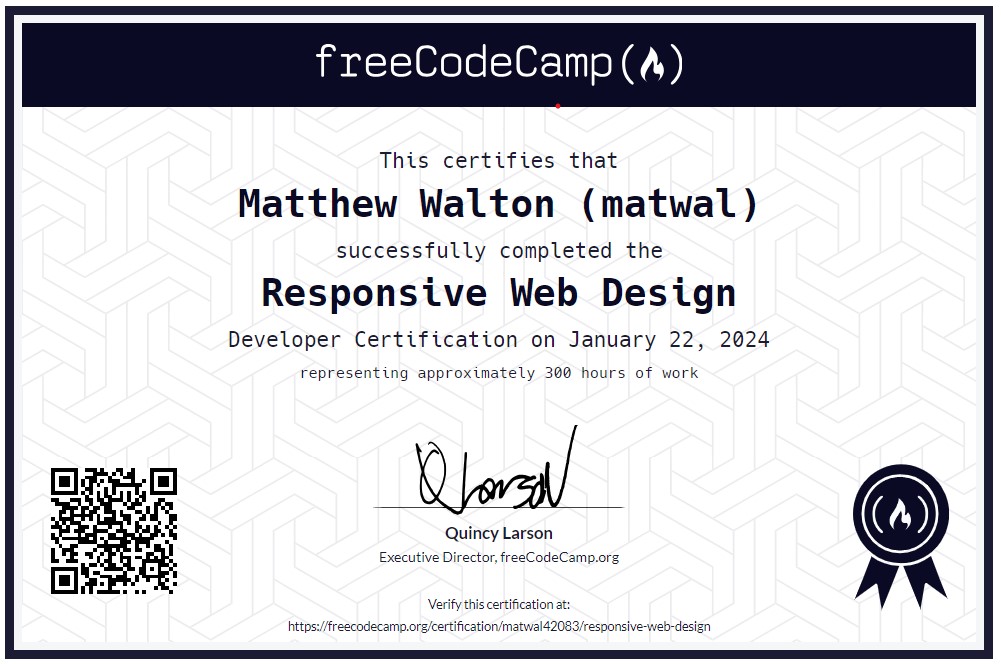 freeCodeCamp
This certifies that
Matthew Walton (matwal)
successfully completed the
Responsive Web Design
Developer Certification on January 22, 2024
representing approximately 300 hours of work
Q Larson
Quincy Larson
Executive Director, freeCodeCamp.org
Verify this certification at:
https://freecodecamp.org/certification/matwal42083/responsive-web-design